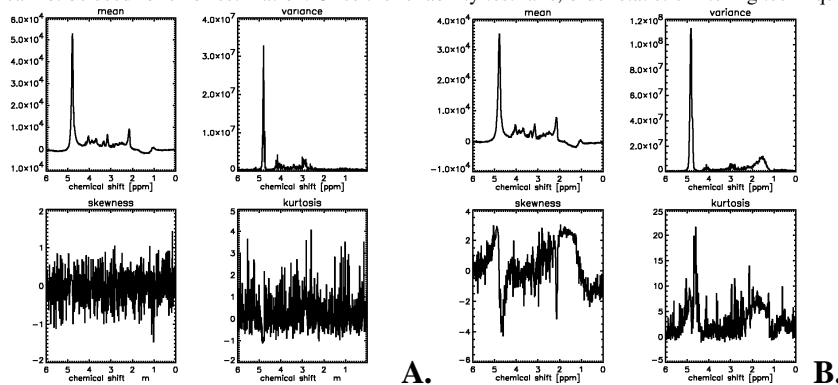 mean
6.0×10⁴
5.0×10⁴
4.0×10⁴
3.0×10⁴
2.0×10⁴
1.0×10⁴
0
1.0×10⁴
6 5 4 3 2 1 0
chemical shift [ppm]
variance
4.0×10⁷
3.0×10⁷
2.0×10⁷
1.0×10⁷
0
6 5 4 3 2 1 0
chemical shift [ppm]
skewness
2
1
0
−1
−2
6 5 4 3 2 1 0
chemical shift m
kurtosis
5
4
3
2
1
0
−1
−2
6 5 4 3 2 1
chemical shift m
A.
mean
4.0×10⁴
3.0×10⁴
2.0×10⁴
1.0×10⁴
0
−1.0×10⁴
6 5 4 3 2 1 0
chemical shift [ppm]
variance
1.2×10⁸
1.0×10⁸
8.0×10⁷
6.0×10⁷
4.0×10⁷
2.0×10⁷
0
6 5 4 3 2 1 0
chemical shift [ppm]
skewness
4
2
0
−2
−4
−6
6 5 4 3 2 1 0
chemical shift [ppm]
kurtosis
25
20
15
10
5
0
−5
6 5 4 3 2 1 0
chemical shift [ppm]
B.